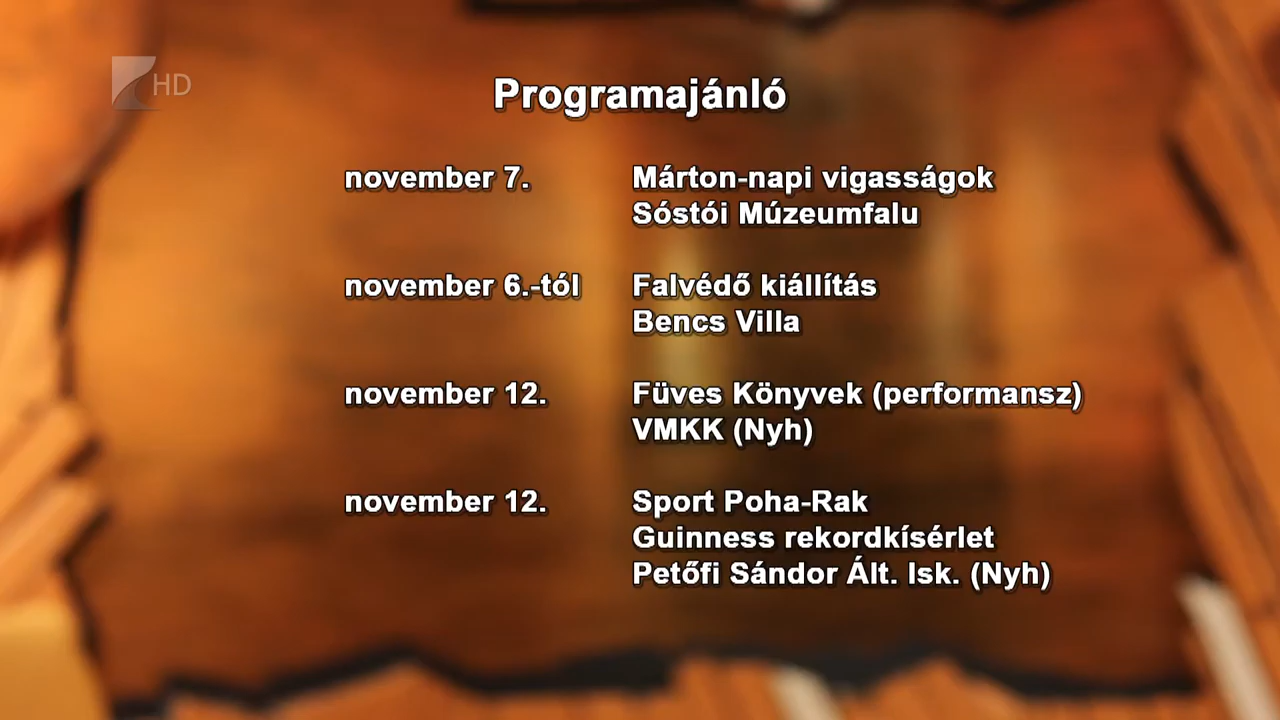 HD
Programajánló
november 7. Márton-napi vigasságok
Sóstói Múzeumfalu
november 6.-tól Falvédő kiállítás
Bencs Villa
november 12. Füves Könyvek (performansz)
VMKK (Nyh)
november 12. Sport Poha-Rak
Guinness rekordkísérlet
Petőfi Sándor Ált. Isk. (Nyh)